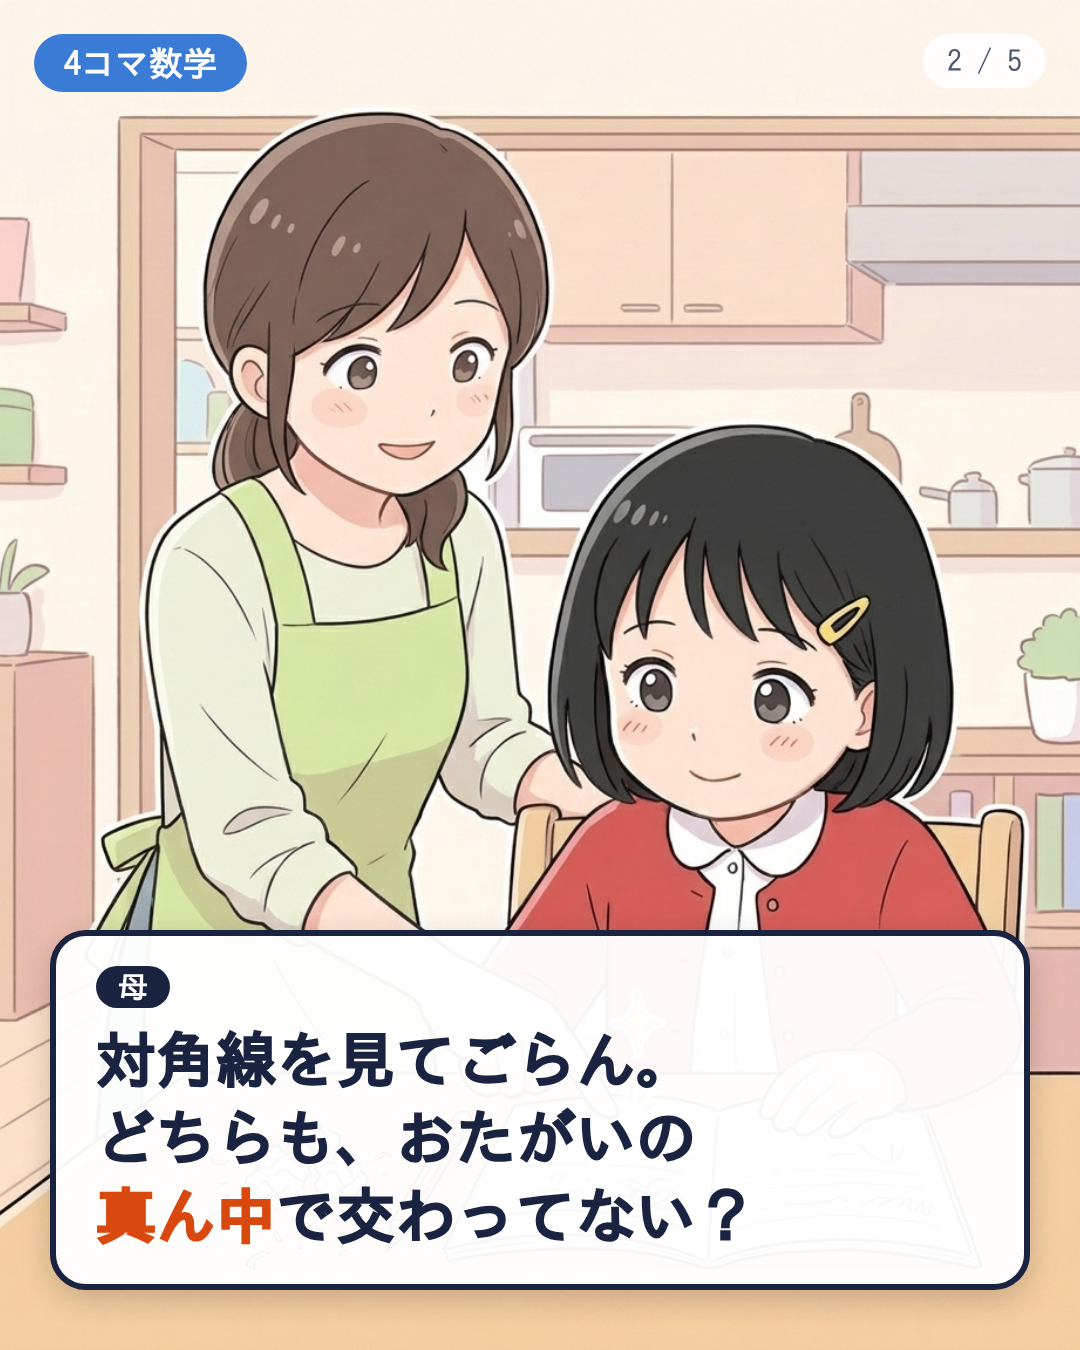 4コマ数学
2 / 5
母
対角線を見てごらん。
どちらも、おたがいの
真ん中で交わってない？